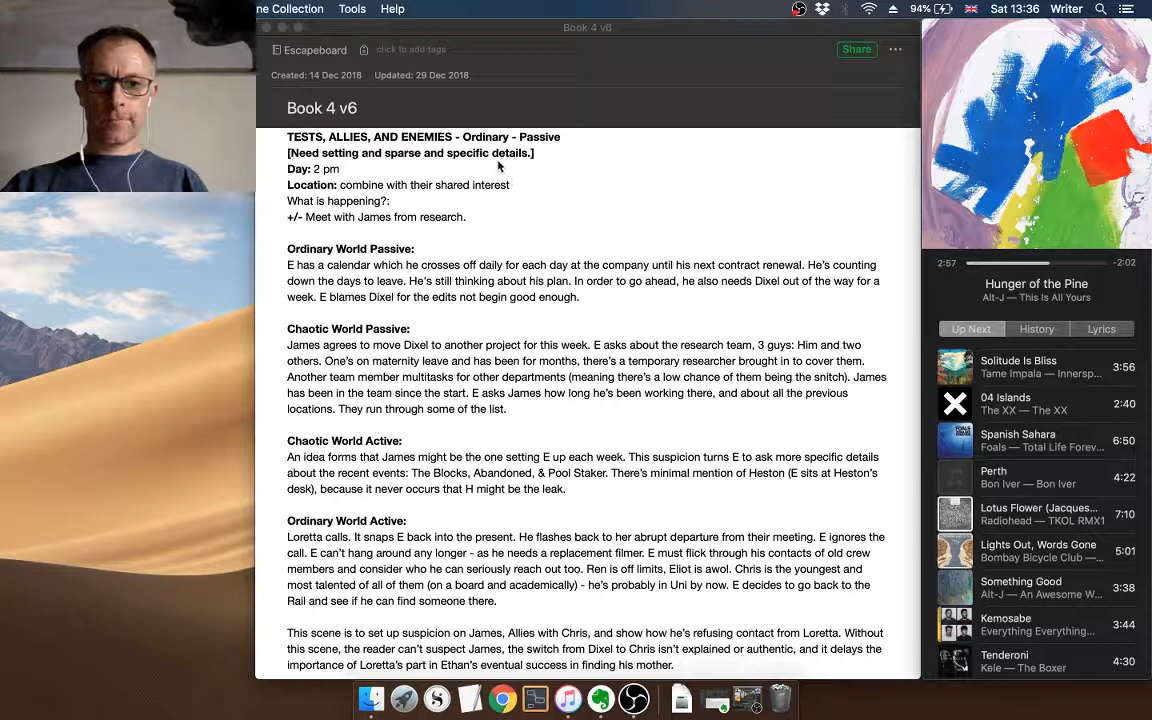 ne Collection Tools Help
94% Sat 13:36 Writer
Book 4 v6
Escapeboard click to add tags Share
Created: 14 Dec 2018 Updated: 29 Dec 2018
Book 4 v6
TESTS, ALLIES, AND ENEMIES - Ordinary - Passive
[Need setting and sparse and specific details.]
Day: 2 pm
Location: combine with their shared interest
What is happening?:
+/- Meet with James from research.
Ordinary World Passive:
E has a calendar which he crosses off daily for each day at the company until his next contract renewal. He's counting
down the days to leave. He's still thinking about his plan. In order to go ahead, he also needs Dixel out of the way for a
week. E blames Dixel for the edits not begin good enough.
Chaotic World Passive:
James agrees to move Dixel to another project for this week. E asks about the research team, 3 guys: Him and two
others. One's on maternity leave and has been for months, there's a temporary researcher brought in to cover them.
Another team member multitasks for other departments (meaning there's a low chance of them being the snitch). James
has been in the team since the start. E asks James how long he's been working there, and about all the previous
locations. They run through some of the list.
Chaotic World Active:
An idea forms that James might be the one setting E up each week. This suspicion turns E to ask more specific details
about the recent events: The Blocks, Abandoned, & Pool Staker. There's minimal mention of Heston (E sits at Heston's
desk), because it never occurs that H might be the leak.
Ordinary World Active:
Loretta calls. It snaps E back into the present. He flashes back to her abrupt departure from their meeting. E ignores the
call. E can't hang around any longer - as he needs a replacement filmer. E must flick through his contacts of old crew
members and consider who he can seriously reach out too. Ren is off limits, Eliot is awol. Chris is the youngest and
most talented of all of them (on a board and academically) - he's probably in Uni by now. E decides to go back to the
Rail and see if he can find someone there.
This scene is to set up suspicion on James, Allies with Chris, and show how he's refusing contact from Loretta. Without
this scene, the reader can't suspect James, the switch from Dixel to Chris isn't explained or authentic, and it delays the
importance of Loretta's part in Ethan's eventual success in finding his mother.
2:57 -2:02
Hunger of the Pine
Alt-J — This Is All Yours
Up Next History Lyrics
Solitude Is Bliss
Tame Impala — Innersp... 3:56
04 Islands
The XX — The XX 2:40
Spanish Sahara
Foals — Total Life Forev... 6:50
Perth
Bon Iver — Bon Iver 4:22
Lotus Flower (Jacques...
Radiohead — TKOL RMX1 7:10
Lights Out, Words Gone
Bombay Bicycle Club — ... 5:01
Something Good
Alt-J — An Awesome W... 3:38
Kemosabe
Everything Everything... 3:44
Tenderoni
Kele — The Boxer 4:30